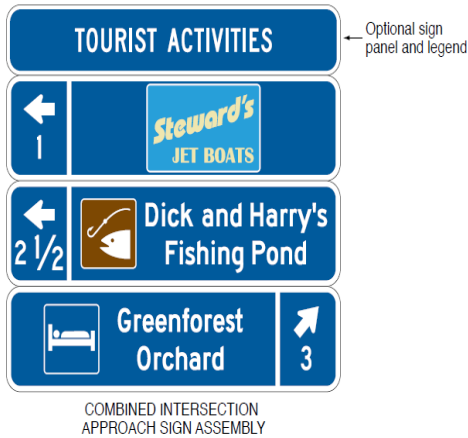 TOURIST ACTIVITIES
Optional sign
panel and legend
1
Steward's
JET BOATS
2 1/2
Dick and Harry's
Fishing Pond
Greenforest
Orchard
3
COMBINED INTERSECTION
APPROACH SIGN ASSEMBLY